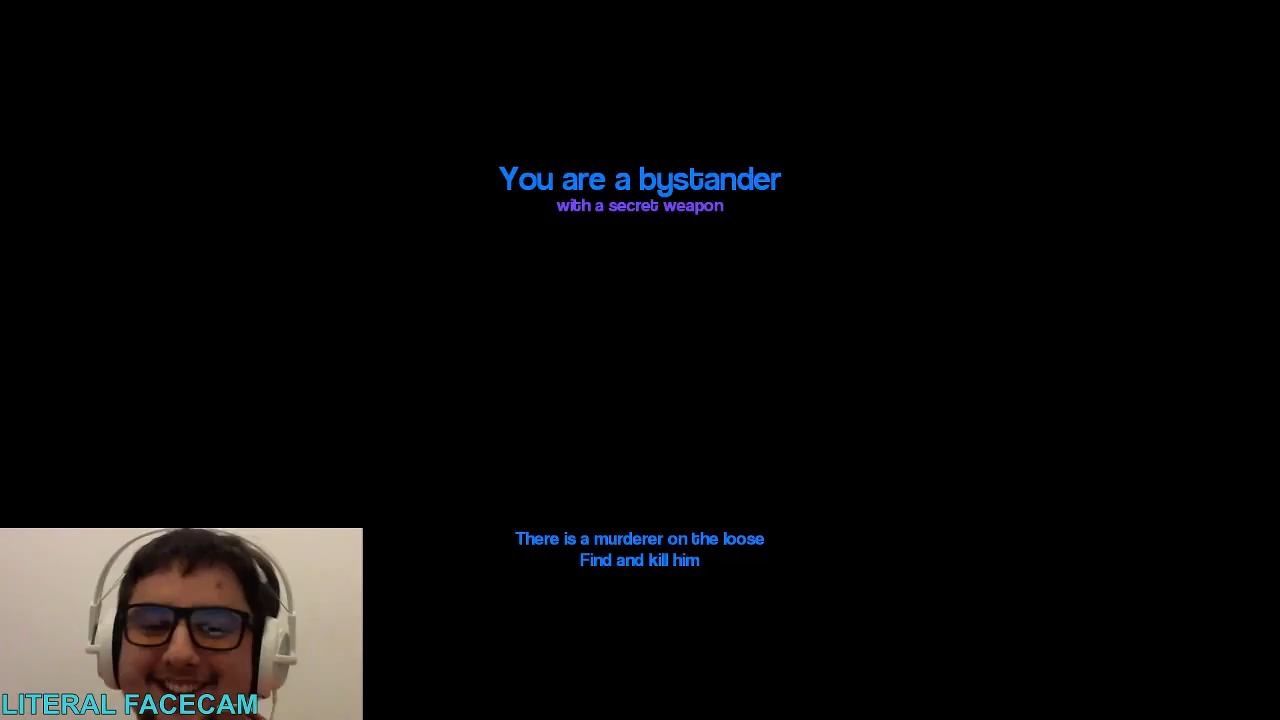 You are a bystander
with a secret weapon
There is a murderer on the loose
Find and kill him
LITERAL FACECAM